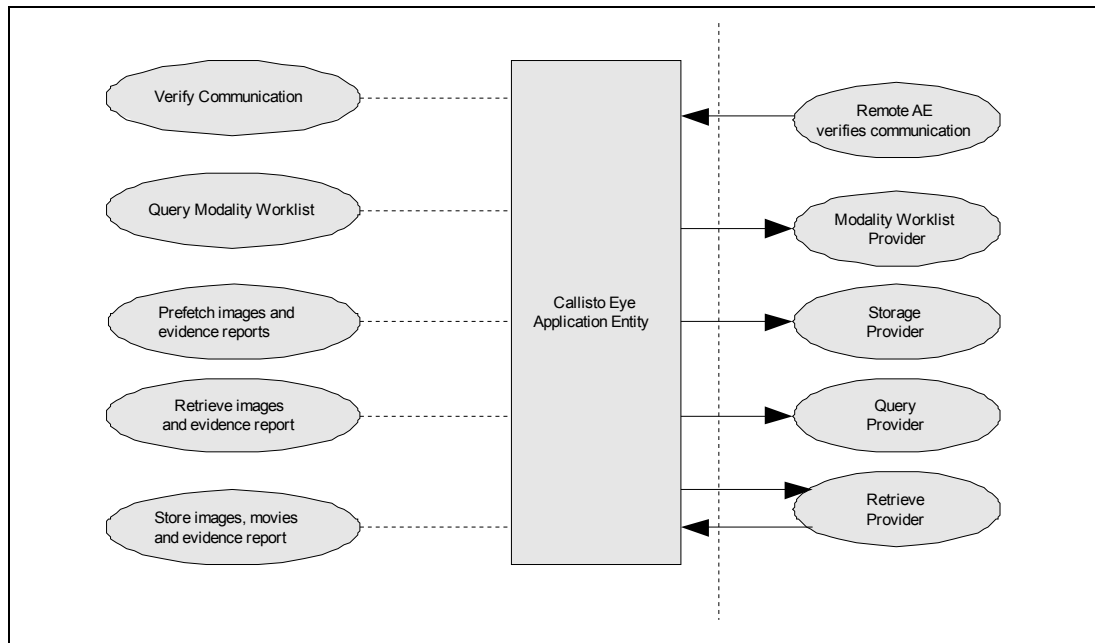 Verify Communication
Query Modality Worklist
Prefetch images and
evidence reports
Retrieve images
and evidence report
Store images, movies
and evidence report
Callisto Eye
Application Entity
Remote AE
verifies communication
Modality Worklist
Provider
Storage
Provider
Query
Provider
Retrieve
Provider